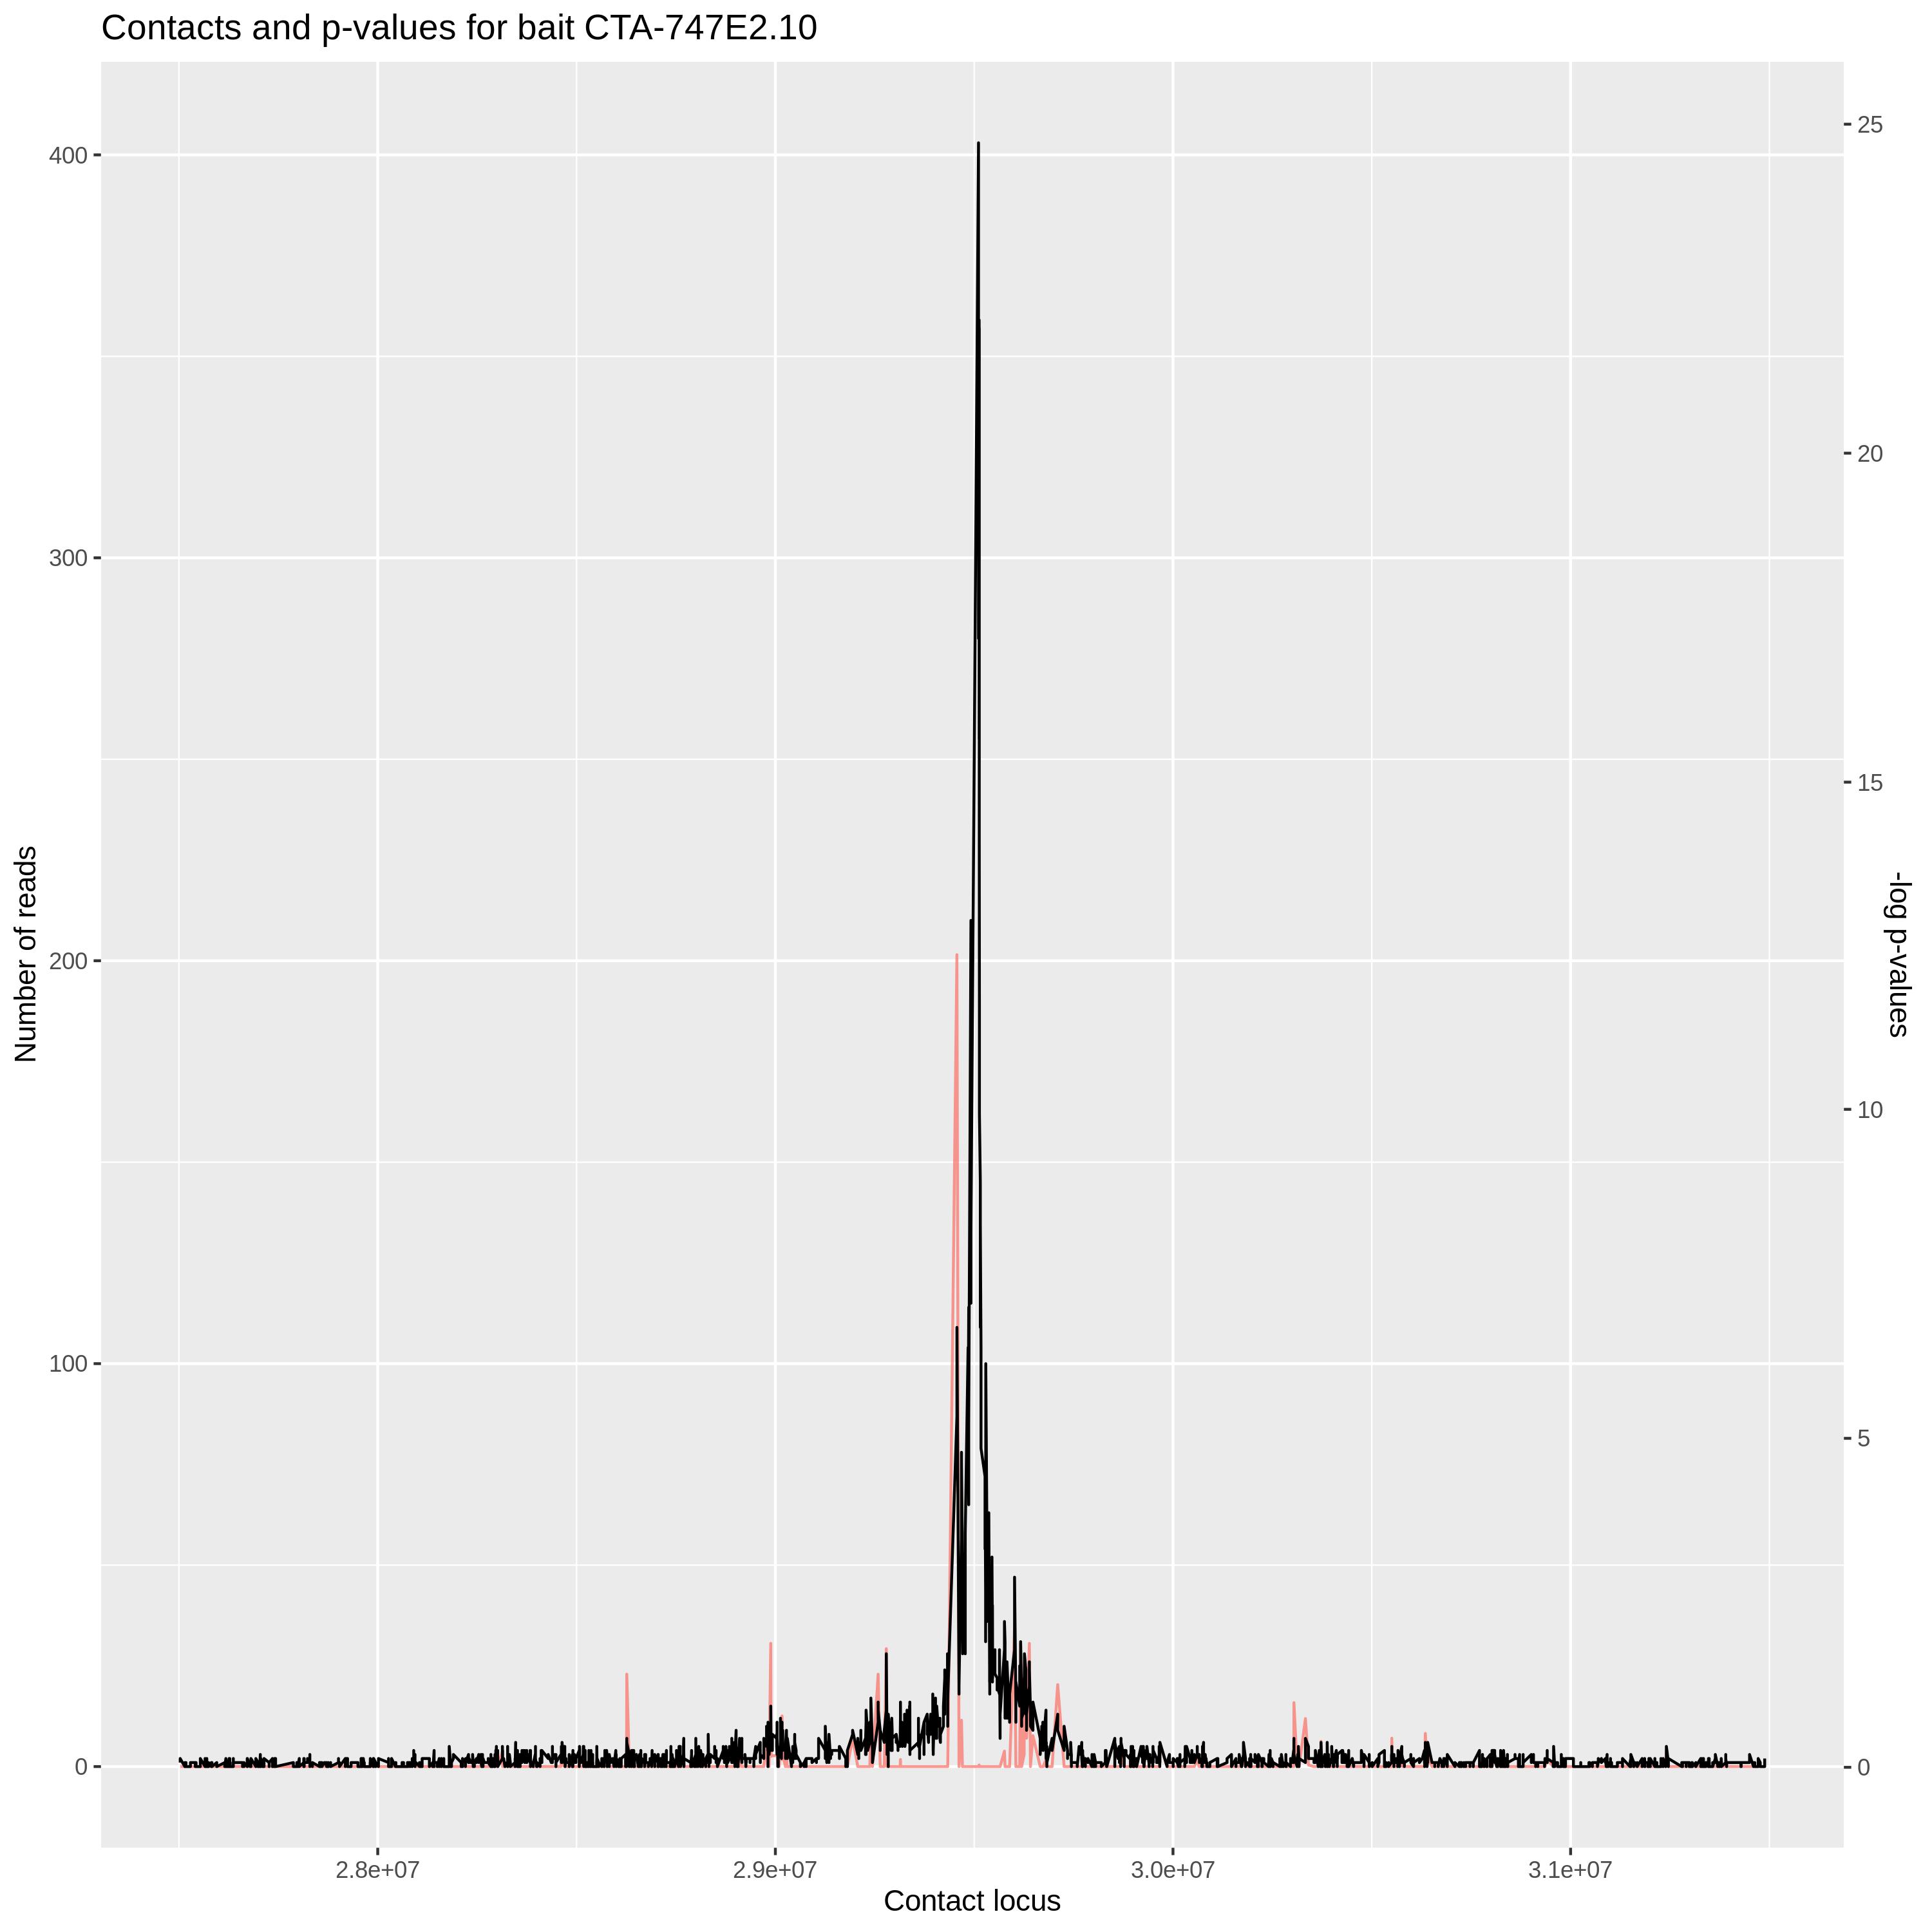 Contacts and p-values for bait CTA-747E2.10
400
300
200
100
0
Number of reads
25
20
15
10
5
0
-log p-values
2.8e+07
2.9e+07
3.0e+07
3.1e+07
Contact locus